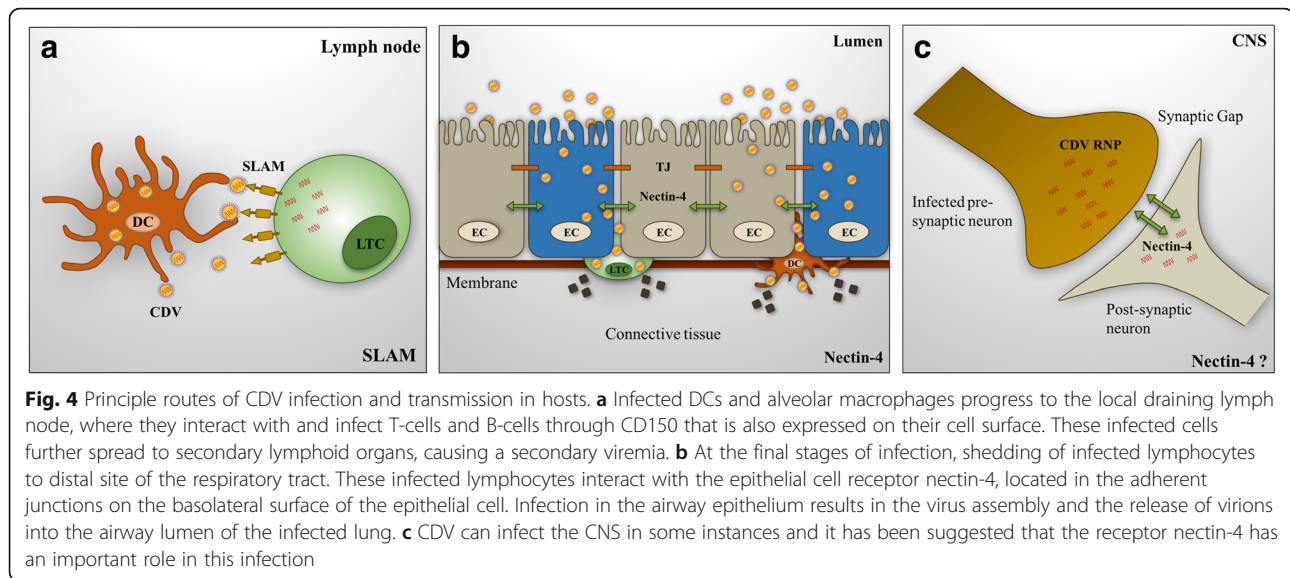 a
Lymph node
SLAM
DC
LTC
CDV
SLAM
b
Lumen
TJ
Nectin-4
EC
EC
EC
EC
EC
LTC
DC
Membrane
Connective tissue
Nectin-4
c
CNS
Synaptic Gap
CDV RNP
Infected pre-
synaptic neuron
Nectin-4
Post-synaptic
neuron
Nectin-4 ?
Fig. 4 Principle routes of CDV infection and transmission in hosts. a Infected DCs and alveolar macrophages progress to the local draining lymph
node, where they interact with and infect T-cells and B-cells through CD150 that is also expressed on their cell surface. These infected cells
further spread to secondary lymphoid organs, causing a secondary viremia. b At the final stages of infection, shedding of infected lymphocytes
to distal site of the respiratory tract. These infected lymphocytes interact with the epithelial cell receptor nectin-4, located in the adherent
junctions on the basolateral surface of the epithelial cell. Infection in the airway epithelium results in the virus assembly and the release of virions
into the airway lumen of the infected lung. c CDV can infect the CNS in some instances and it has been suggested that the receptor nectin-4 has
an important role in this infection